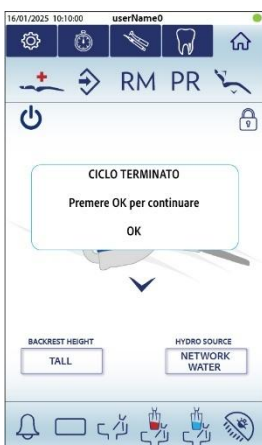 16/01/2025 10:10:00 userName0
RM PR
CICLO TERMINATO
Premere OK per continuare
OK
BACKREST HEIGHT
HYDRO SOURCE
TALL
NETWORK
WATER